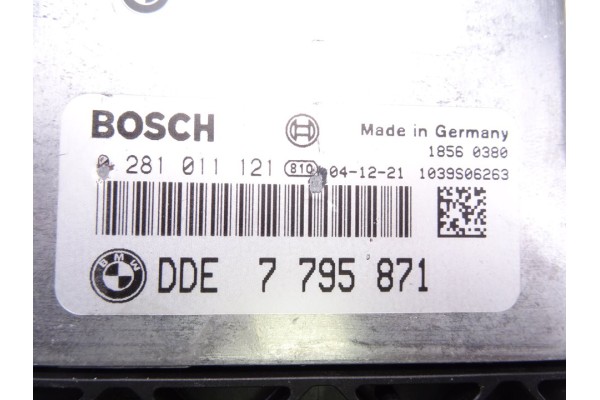 BOSCH Made in Germany
1856 0380
0 281 011 121 810 04-12-21 1039S06263
BMW DDE 7 795 871